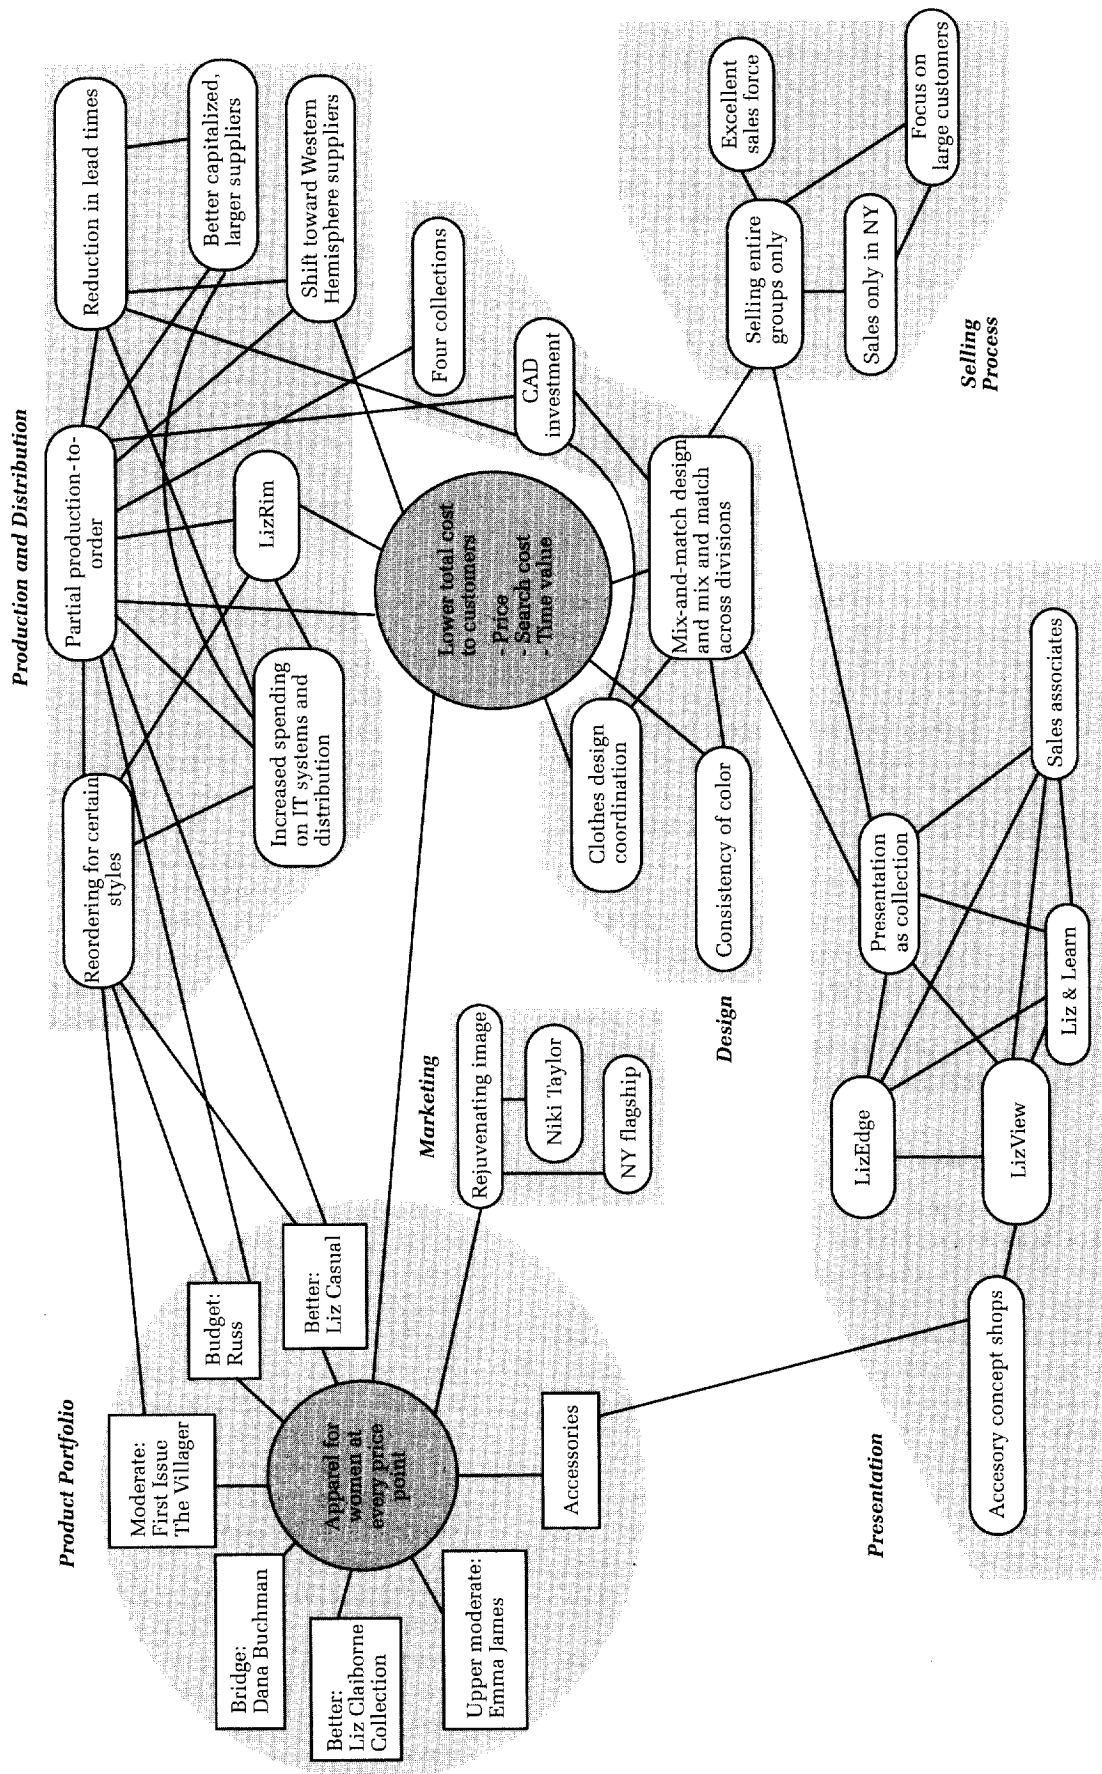 Product Portfolio
Moderate:
First Issue
The Villager
Bridge:
Dana Buchman
Budget:
Russ
Better:
Liz Casual
Better:
Liz Claiborne
Collection
Upper moderate:
Emma James
Accessories
Apparel for
women at
every price
point
Production and Distribution
Reordering for certain
styles
Partial production-to-
order
Reduction in lead times
Better capitalized,
larger suppliers
Shift toward Western
Hemisphere suppliers
LizRim
Increased spending
on IT systems and
distribution
Four collections
Lower total cost
to customers
- Price
- Search cost
- Time value
Marketing
Rejuvenating image
Niki Taylor
NY flagship
Design
CAD
investment
Clothes design
coordination
Mix-and-match design
and mix and match
across divisions
Consistency of color
Selling
Process
Excellent
sales force
Selling entire
groups only
Sales only in NY
Focus on
large customers
Presentation
Presentation
as collection
LizEdge
LizView
Liz & Learn
Sales associates
Accesory concept shops